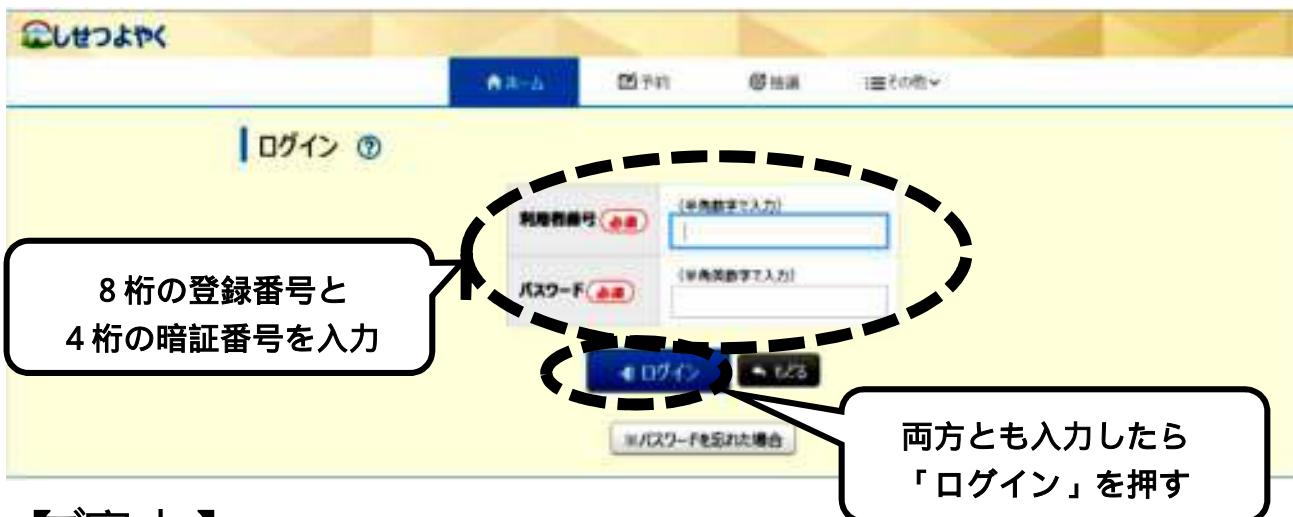 しせつよやく
ホーム 予約 抽選 その他
ログイン ?
(半角数字で入力)
利用者番号 必須
8桁の登録番号と
4桁の暗証番号を入力
(半角英数字で入力)
パスワード 必須
ログイン もどる
※パスワードを忘れた場合
両方とも入力したら
「ログイン」を押す